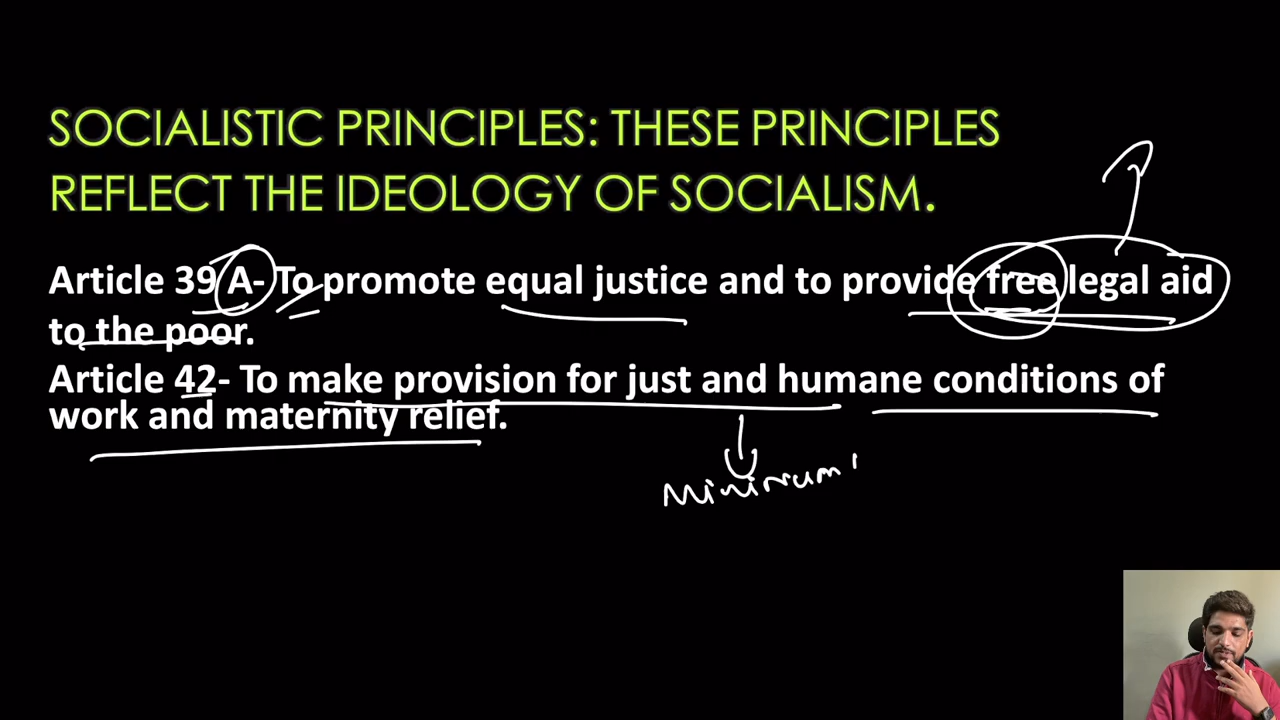 SOCIALISTIC PRINCIPLES: THESE PRINCIPLES
REFLECT THE IDEOLOGY OF SOCIALISM.
Article 39 A- To promote equal justice and to provide free legal aid
to the poor.
Article 42- To make provision for just and humane conditions of
work and maternity relief.
Minimum